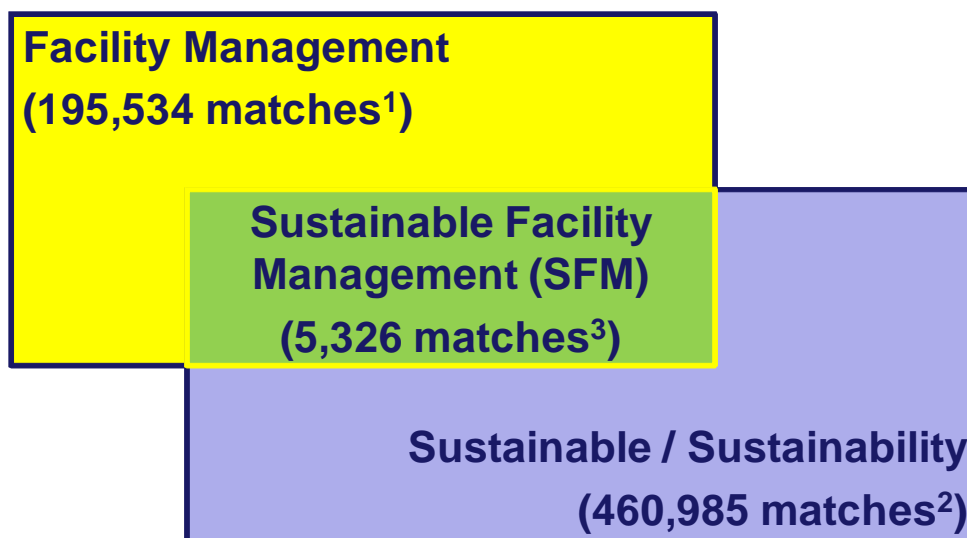 Facility Management
(195,534 matches¹)
Sustainable Facility
Management (SFM)
(5,326 matches³)
Sustainable / Sustainability
(460,985 matches²)